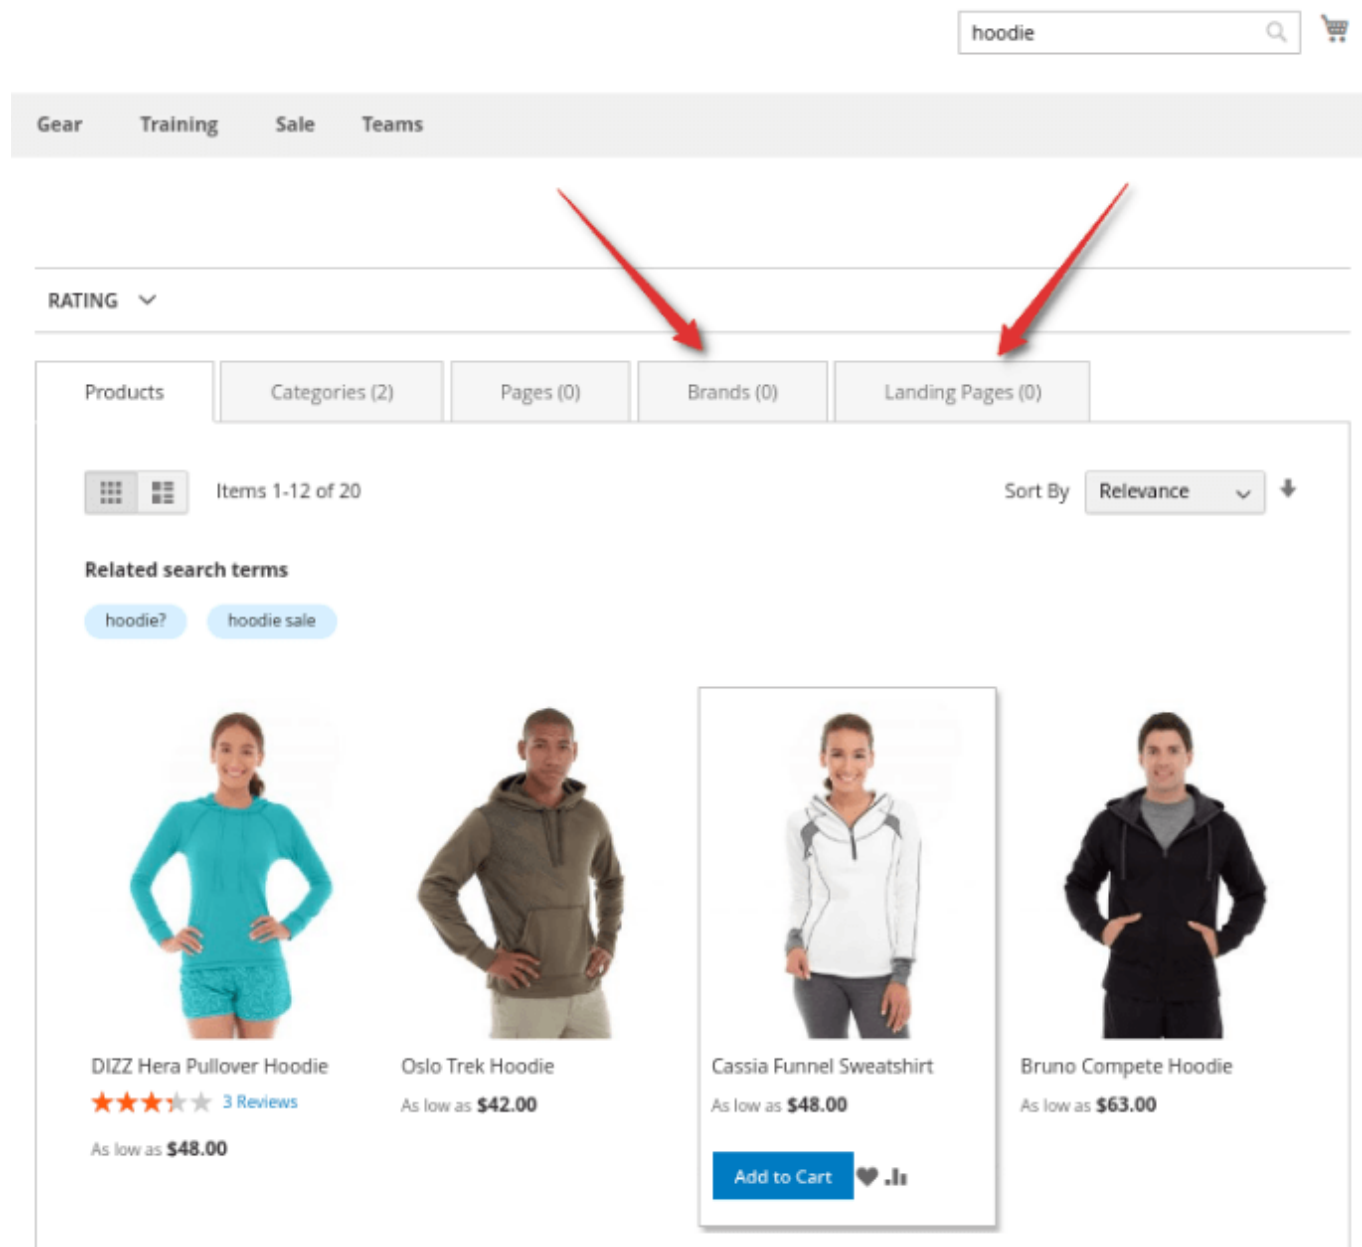 hoodie
Gear Training Sale Teams
RATING
Products Categories (2) Pages (0) Brands (0) Landing Pages (0)
Items 1-12 of 20 Sort By Relevance
Related search terms
hoodie? hoodie sale
DIZZ Hera Pullover Hoodie Oslo Trek Hoodie Cassia Funnel Sweatshirt Bruno Compete Hoodie
3 Reviews As low as $42.00 As low as $48.00 As low as $63.00
As low as $48.00
Add to Cart